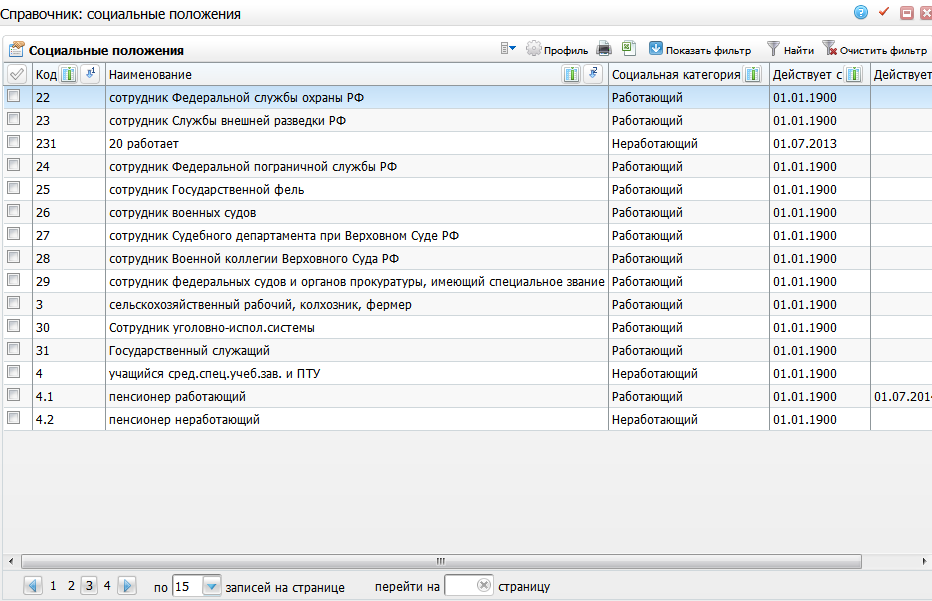 Справочник: социальные положения
Социальные положения Профиль Показать фильтр Найти Очистить фильтр
Код 1 Наименование 2 Социальная категория Действует с Действует
22 сотрудник Федеральной службы охраны РФ Работающий 01.01.1900
23 сотрудник Службы внешней разведки РФ Работающий 01.01.1900
231 20 работает Неработающий 01.07.2013
24 сотрудник Федеральной пограничной службы РФ Работающий 01.01.1900
25 сотрудник Государственной фель Работающий 01.01.1900
26 сотрудник военных судов Работающий 01.01.1900
27 сотрудник Судебного департамента при Верховном Суде РФ Работающий 01.01.1900
28 сотрудник Военной коллегии Верховного Суда РФ Работающий 01.01.1900
29 сотрудник федеральных судов и органов прокуратуры, имеющий специальное звание Работающий 01.01.1900
3 сельскохозяйственный рабочий, колхозник, фермер Работающий 01.01.1900
30 Сотрудник уголовно-испол.системы Работающий 01.01.1900
31 Государственный служащий Работающий 01.01.1900
4 учащийся сред.спец.учеб.зав. и ПТУ Неработающий 01.01.1900
4.1 пенсионер работающий Работающий 01.01.1900 01.07.201
4.2 пенсионер неработающий Неработающий 01.01.1900
1 2 3 4 по 15 записей на странице перейти на страницу